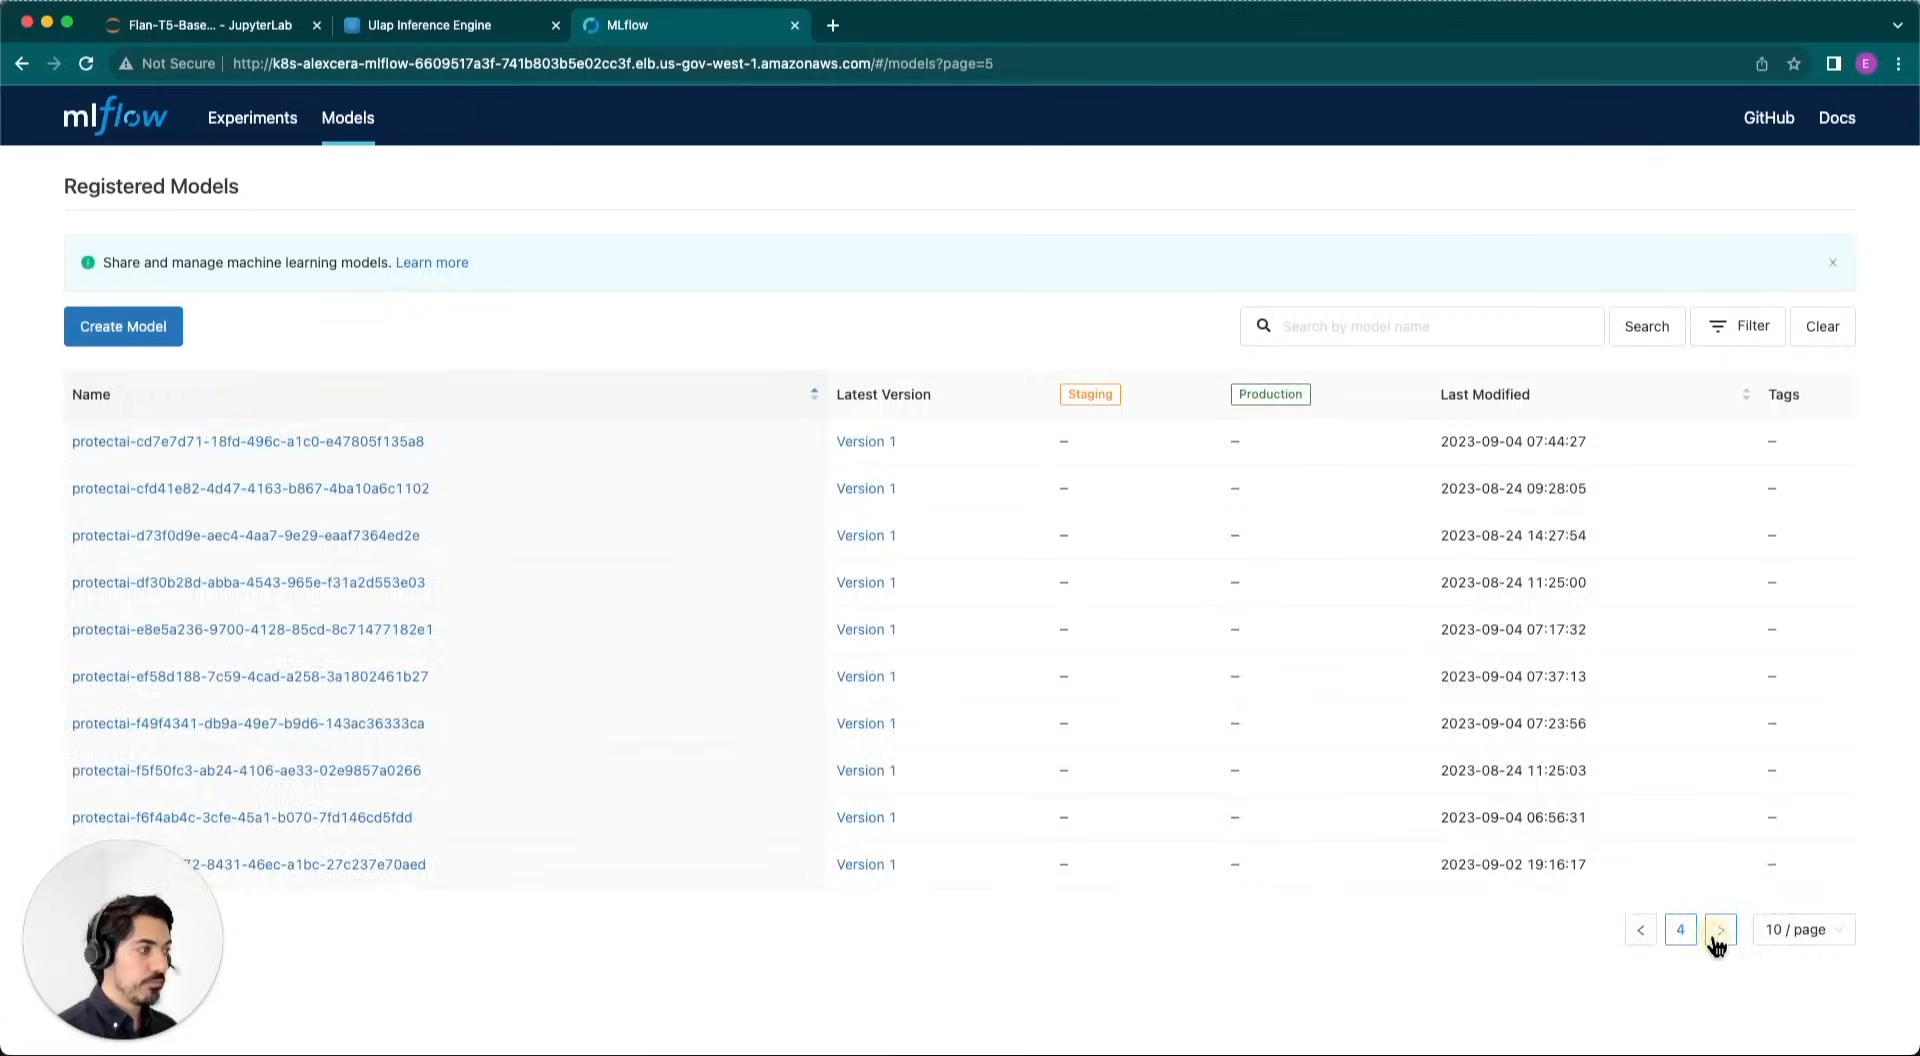 Flan-T5-Base... - JupyterLab
Ulap Inference Engine
MLflow
Not Secure
http://k8s-alexcera-mlflow-6609517a3f-741b803b5e02cc3f.elb.us-gov-west-1.amazonaws.com/#/models?page=5
E
mlflow
Experiments
Models
GitHub
Docs
Registered Models
Share and manage machine learning models. Learn more
Create Model
Search by model name
Search
Filter
Clear
Name
Latest Version
Staging
Production
Last Modified
Tags
protectai-cd7e7d71-18fd-496c-a1c0-e47805f135a8 Version 1 – – 2023-09-04 07:44:27 –
protectai-cfd41e82-4d47-4163-b867-4ba10a6c1102 Version 1 – – 2023-08-24 09:28:05 –
protectai-d73f0d9e-aec4-4aa7-9e29-eaaf7364ed2e Version 1 – – 2023-08-24 14:27:54 –
protectai-df30b28d-abba-4543-965e-f31a2d553e03 Version 1 – – 2023-08-24 11:25:00 –
protectai-e8e5a236-9700-4128-85cd-8c71477182e1 Version 1 – – 2023-09-04 07:17:32 –
protectai-ef58d188-7c59-4cad-a258-3a1802461b27 Version 1 – – 2023-09-04 07:37:13 –
protectai-f49f4341-db9a-49e7-b9d6-143ac36333ca Version 1 – – 2023-09-04 07:23:56 –
protectai-f5f50fc3-ab24-4106-ae33-02e9857a0266 Version 1 – – 2023-08-24 11:25:03 –
protectai-f6f4ab4c-3cfe-45a1-b070-7fd146cd5fdd Version 1 – – 2023-09-04 06:56:31 –
72-8431-46ec-a1bc-27c237e70aed Version 1 – – 2023-09-02 19:16:17 –
< 4 > 10 / page